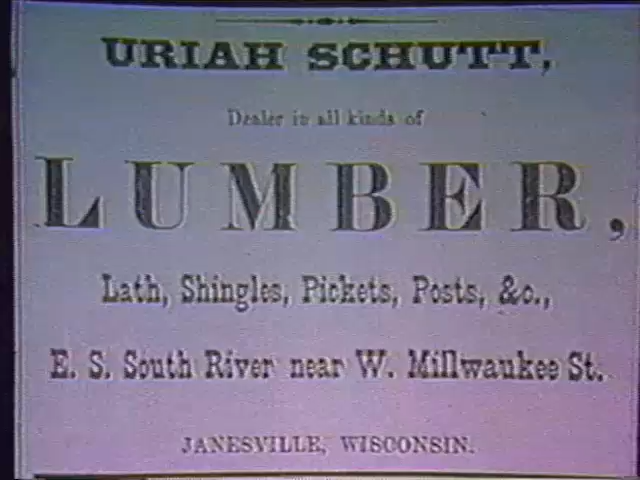 URIAH SCHUTT,
Dealer in all kinds of
LUMBER,
Lath, Shingles, Pickets, Posts, &c.,
E. S. South River near W. Millwaukee St.
JANESVILLE, WISCONSIN.